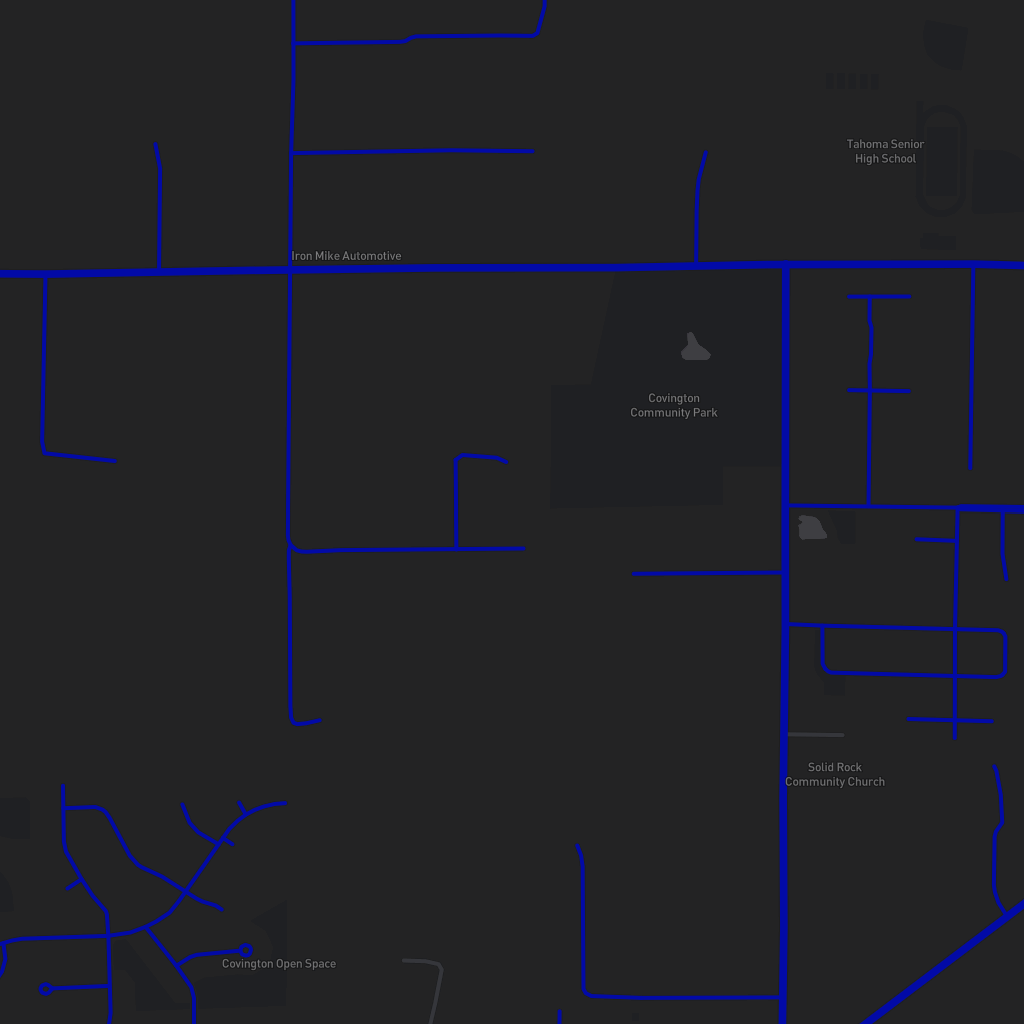 Tahoma Senior
High School
Iron Mike Automotive
Covington
Community Park
Solid Rock
Community Church
Covington Open Space